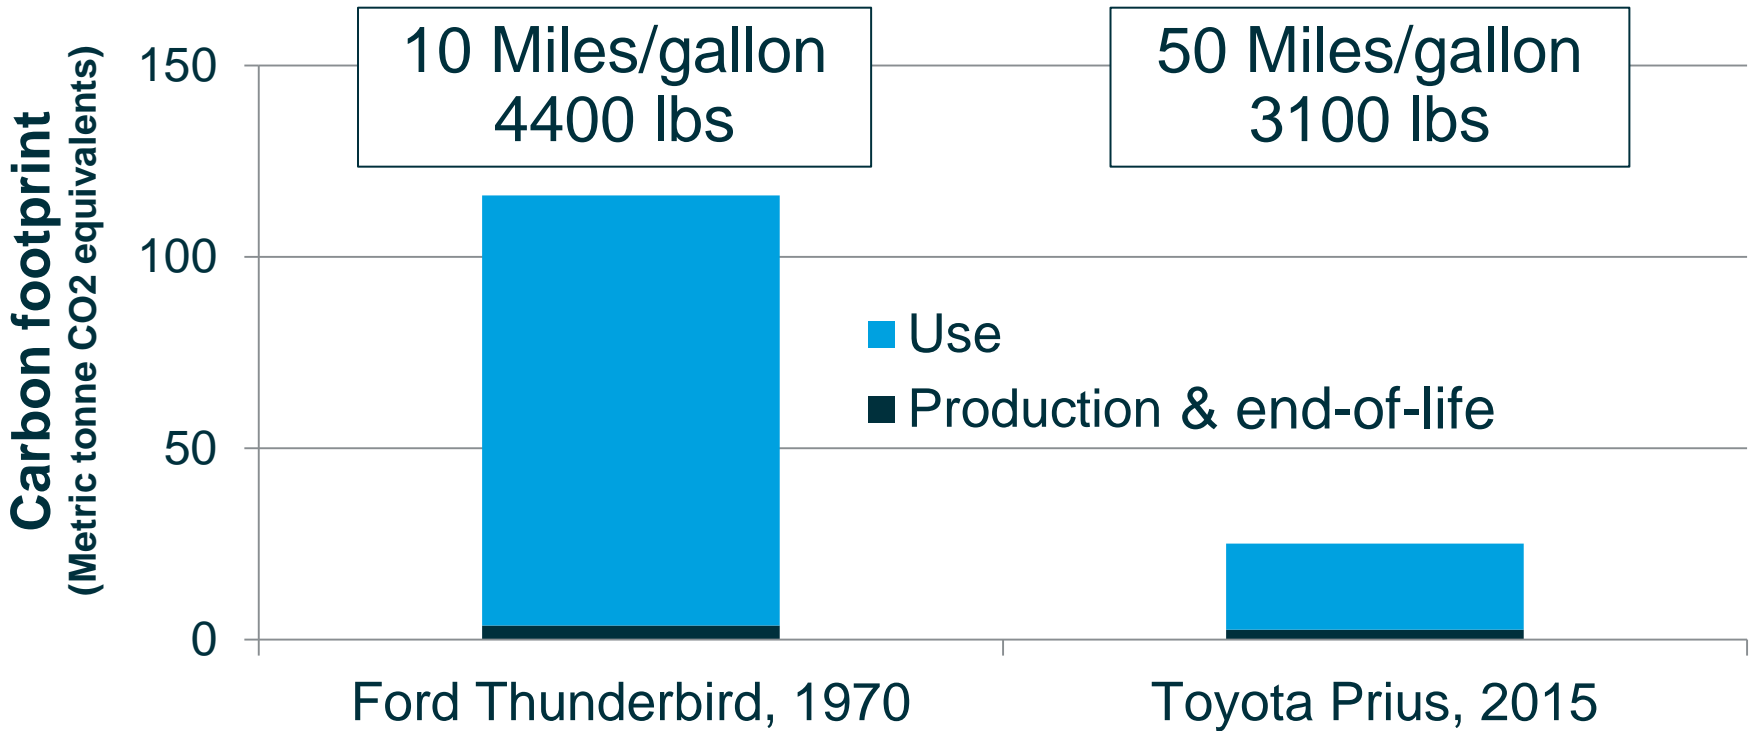 Carbon footprint
(Metric tonne CO2 equivalents)
150
100
50
0
10 Miles/gallon
4400 lbs
50 Miles/gallon
3100 lbs
Use
Production & end-of-life
Ford Thunderbird, 1970
Toyota Prius, 2015